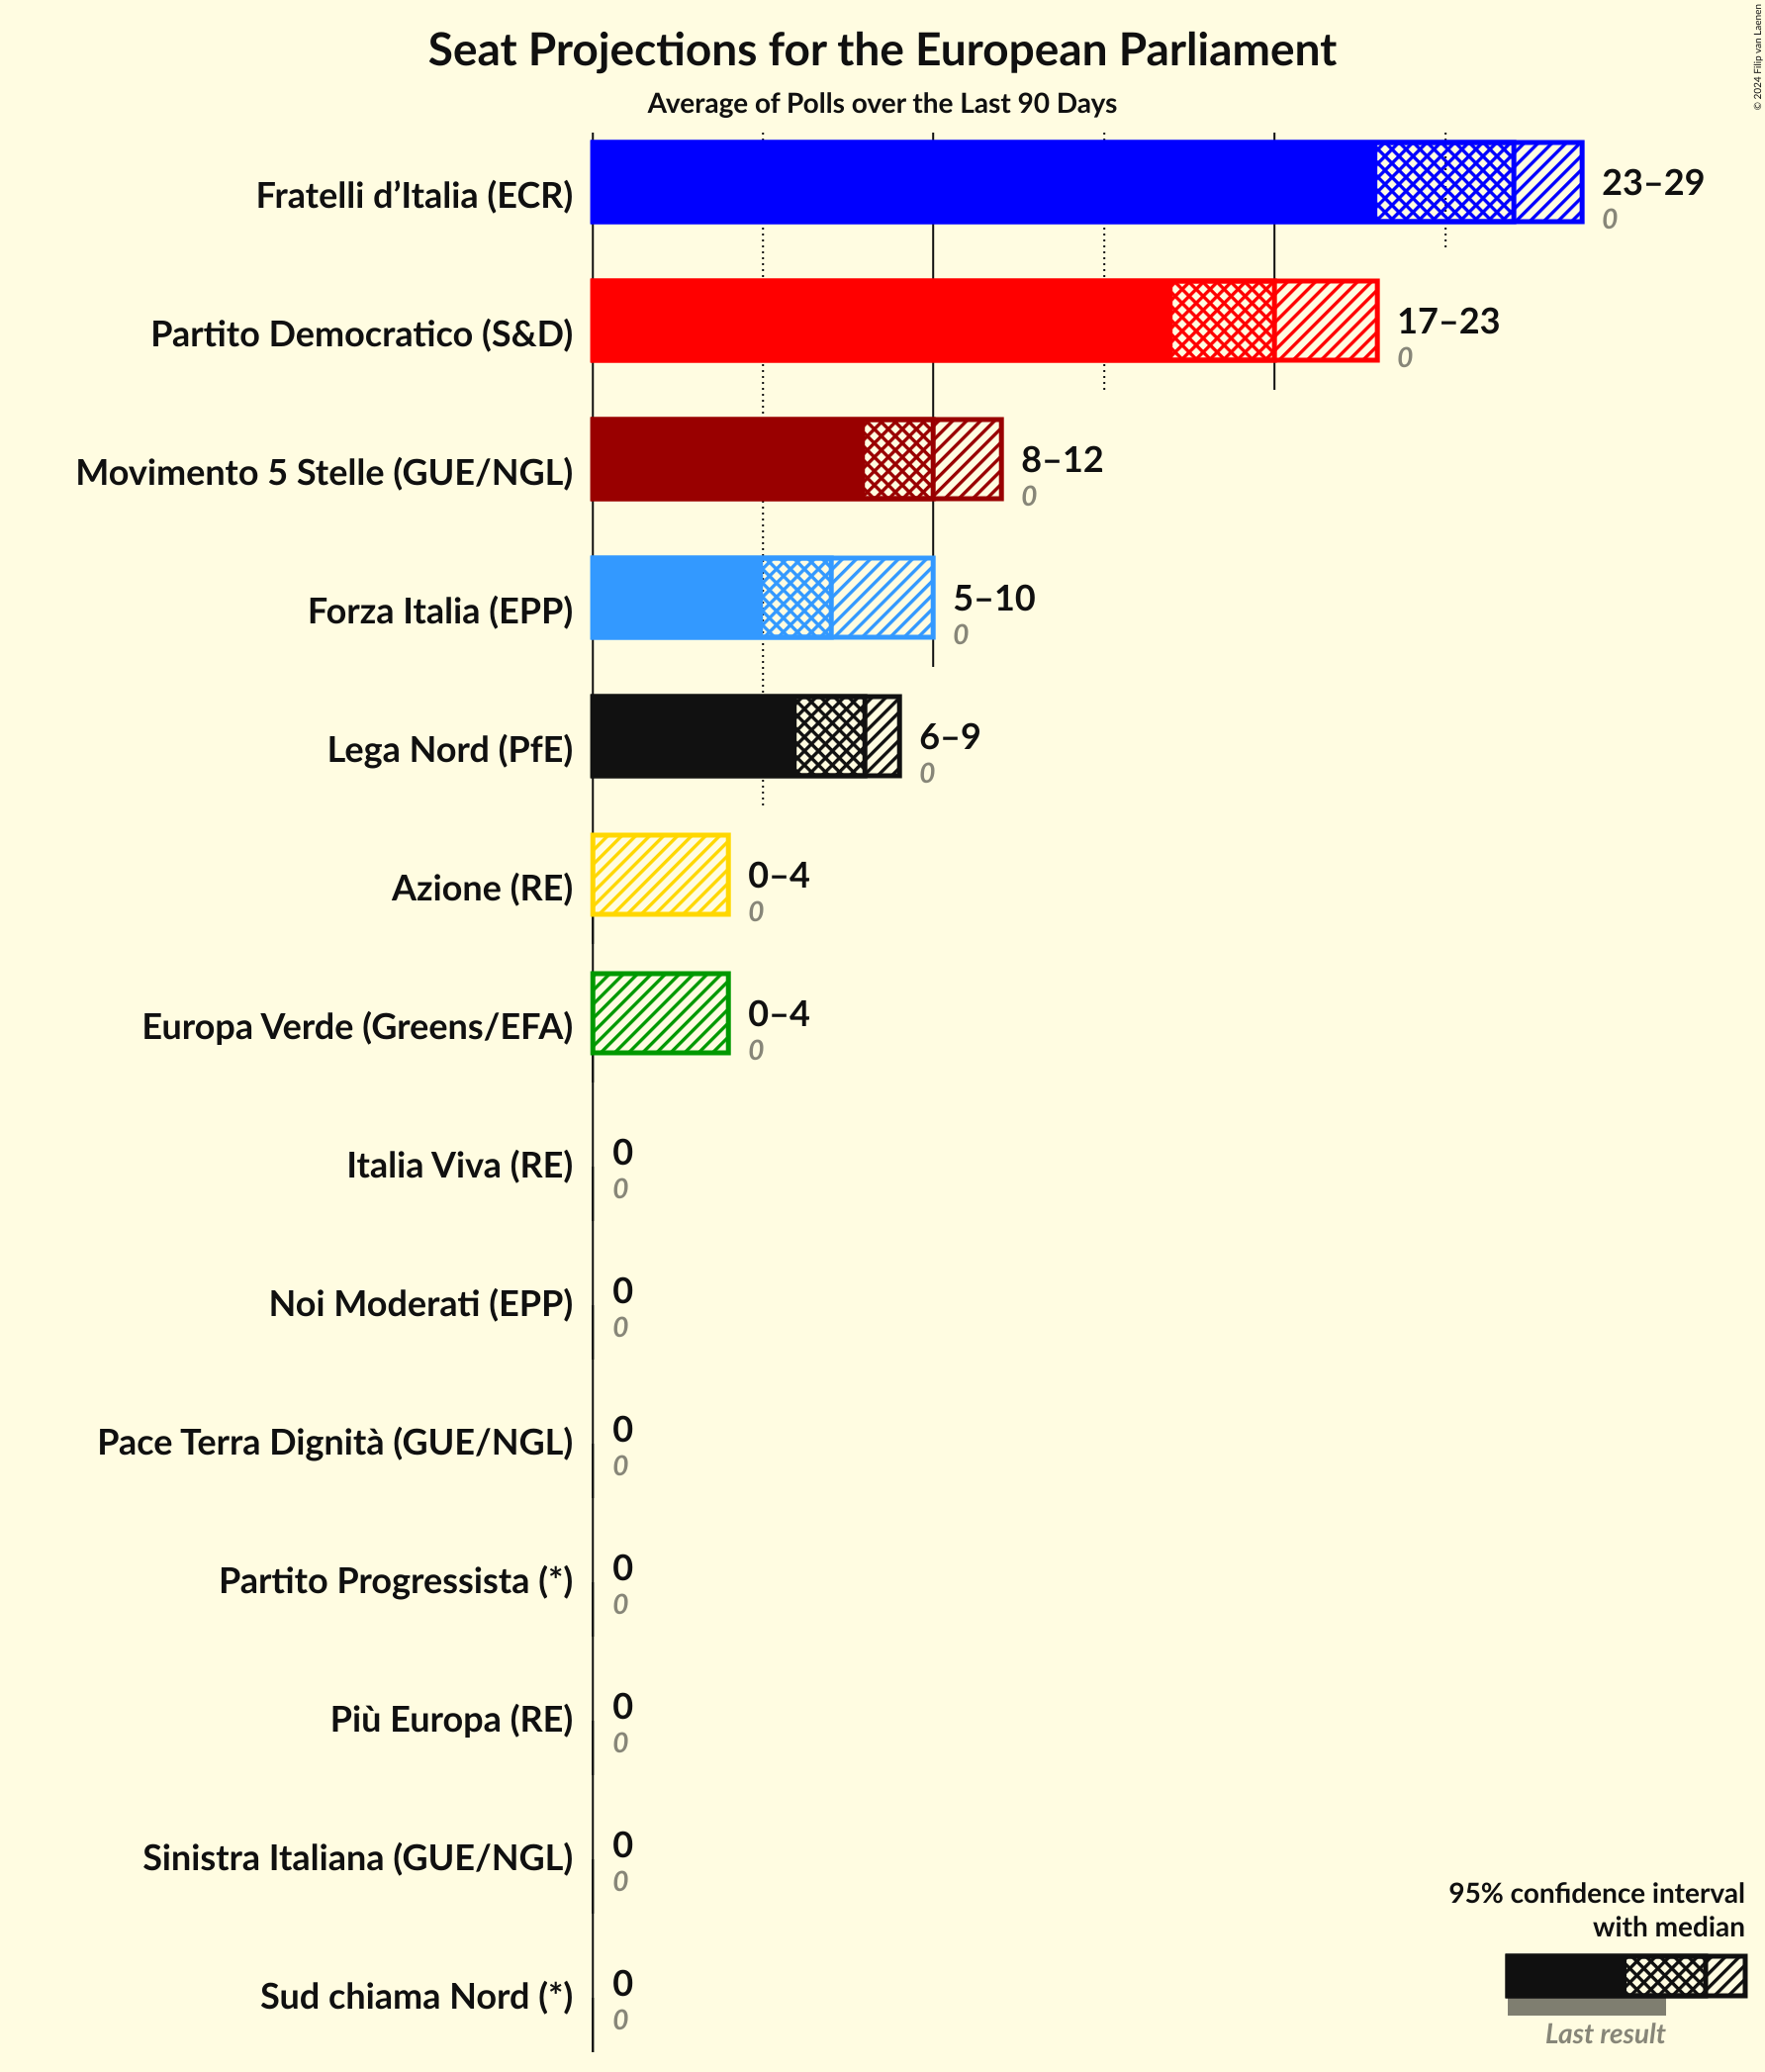 Seat Projections for the European Parliament
Average of Polls over the Last 90 Days
© 2024 Filip van Laenen
Fratelli d’Italia (ECR)
23–29
0
Partito Democratico (S&D)
17–23
0
Movimento 5 Stelle (GUE/NGL)
8–12
0
Forza Italia (EPP)
5–10
0
Lega Nord (PfE)
6–9
0
Azione (RE)
0–4
0
Europa Verde (Greens/EFA)
0–4
0
Italia Viva (RE)
0
0
Noi Moderati (EPP)
0
0
Pace Terra Dignità (GUE/NGL)
0
0
Partito Progressista (*)
0
0
Più Europa (RE)
0
0
Sinistra Italiana (GUE/NGL)
0
0
Sud chiama Nord (*)
0
0
95% confidence interval
with median
Last result